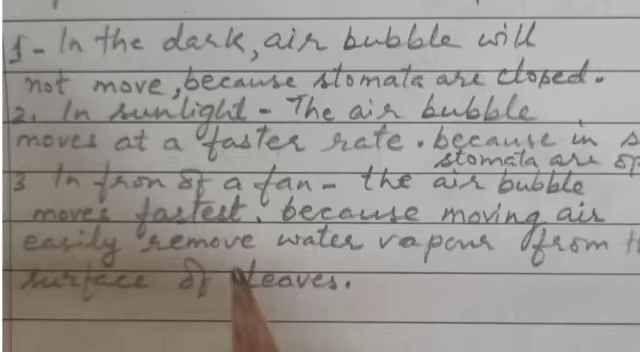 1- In the dark, air bubble will
not move, because stomata are closed.
2. In sunlight - The air bubble
moves at a faster rate. because in s
stomata are op
3 In fron of a fan - the air bubble
moves fastest. because moving air
easily remove water vapour from t
surface of leaves.